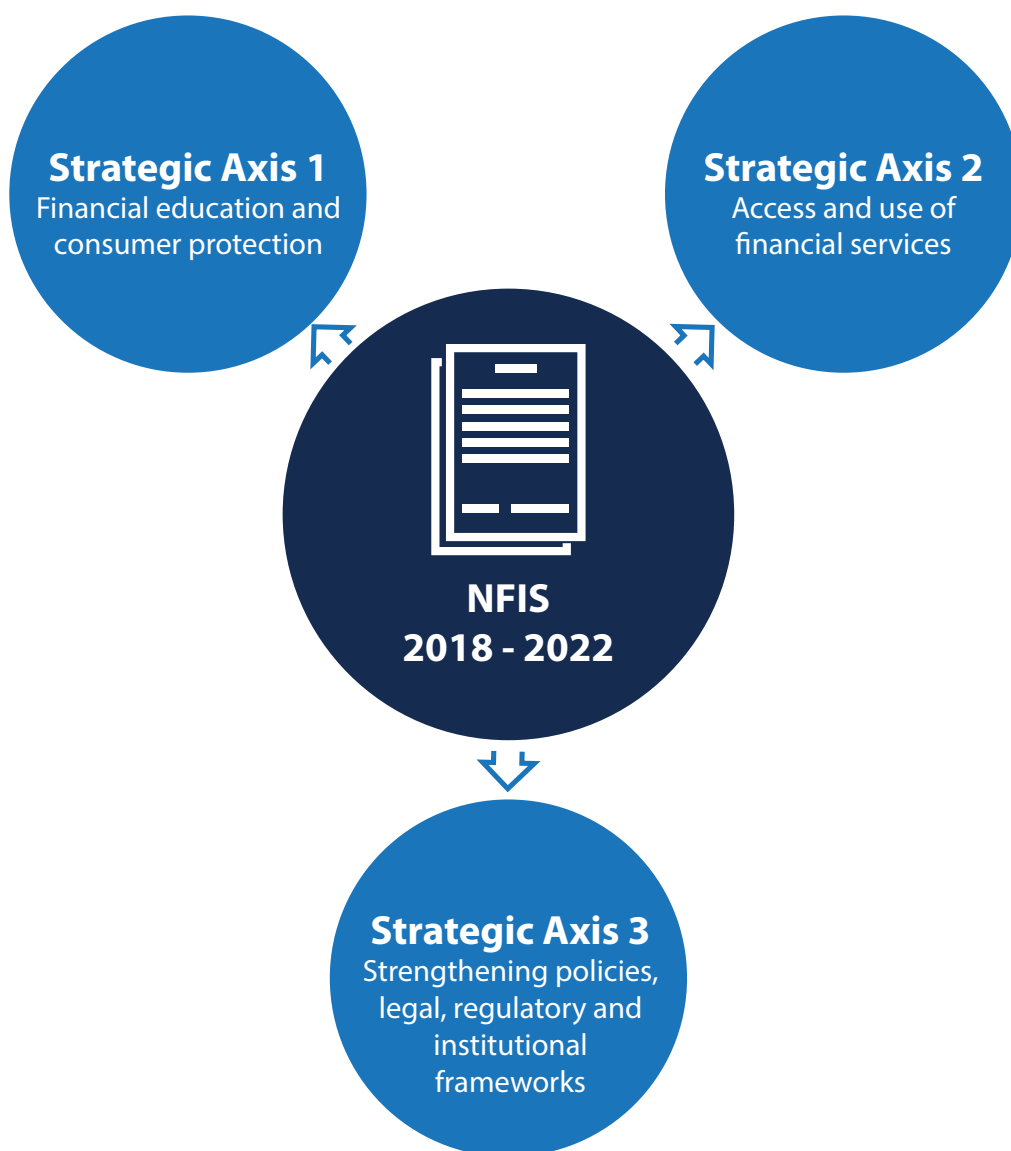 Strategic Axis 1
Financial education and
consumer protection
Strategic Axis 2
Access and use of
financial services
NFIS
2018 - 2022
Strategic Axis 3
Strengthening policies,
legal, regulatory and
institutional
frameworks